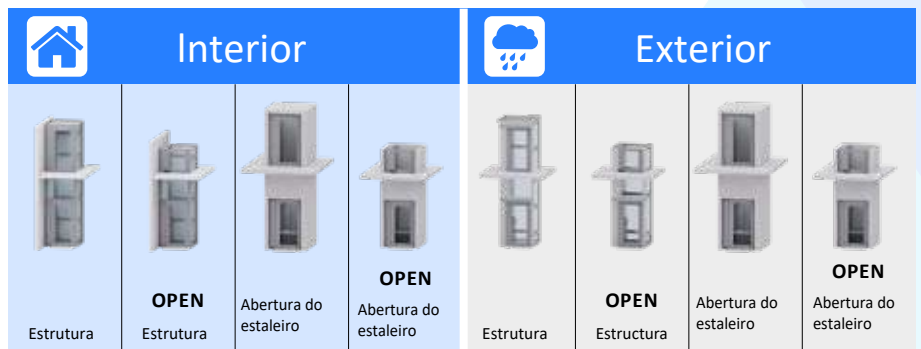 Interior
Exterior
Estrutura
OPEN
Estrutura
Abertura do
estaleiro
OPEN
Abertura do
estaleiro
Estrutura
OPEN
Estructura
Abertura do
estaleiro
OPEN
Abertura do
estaleiro